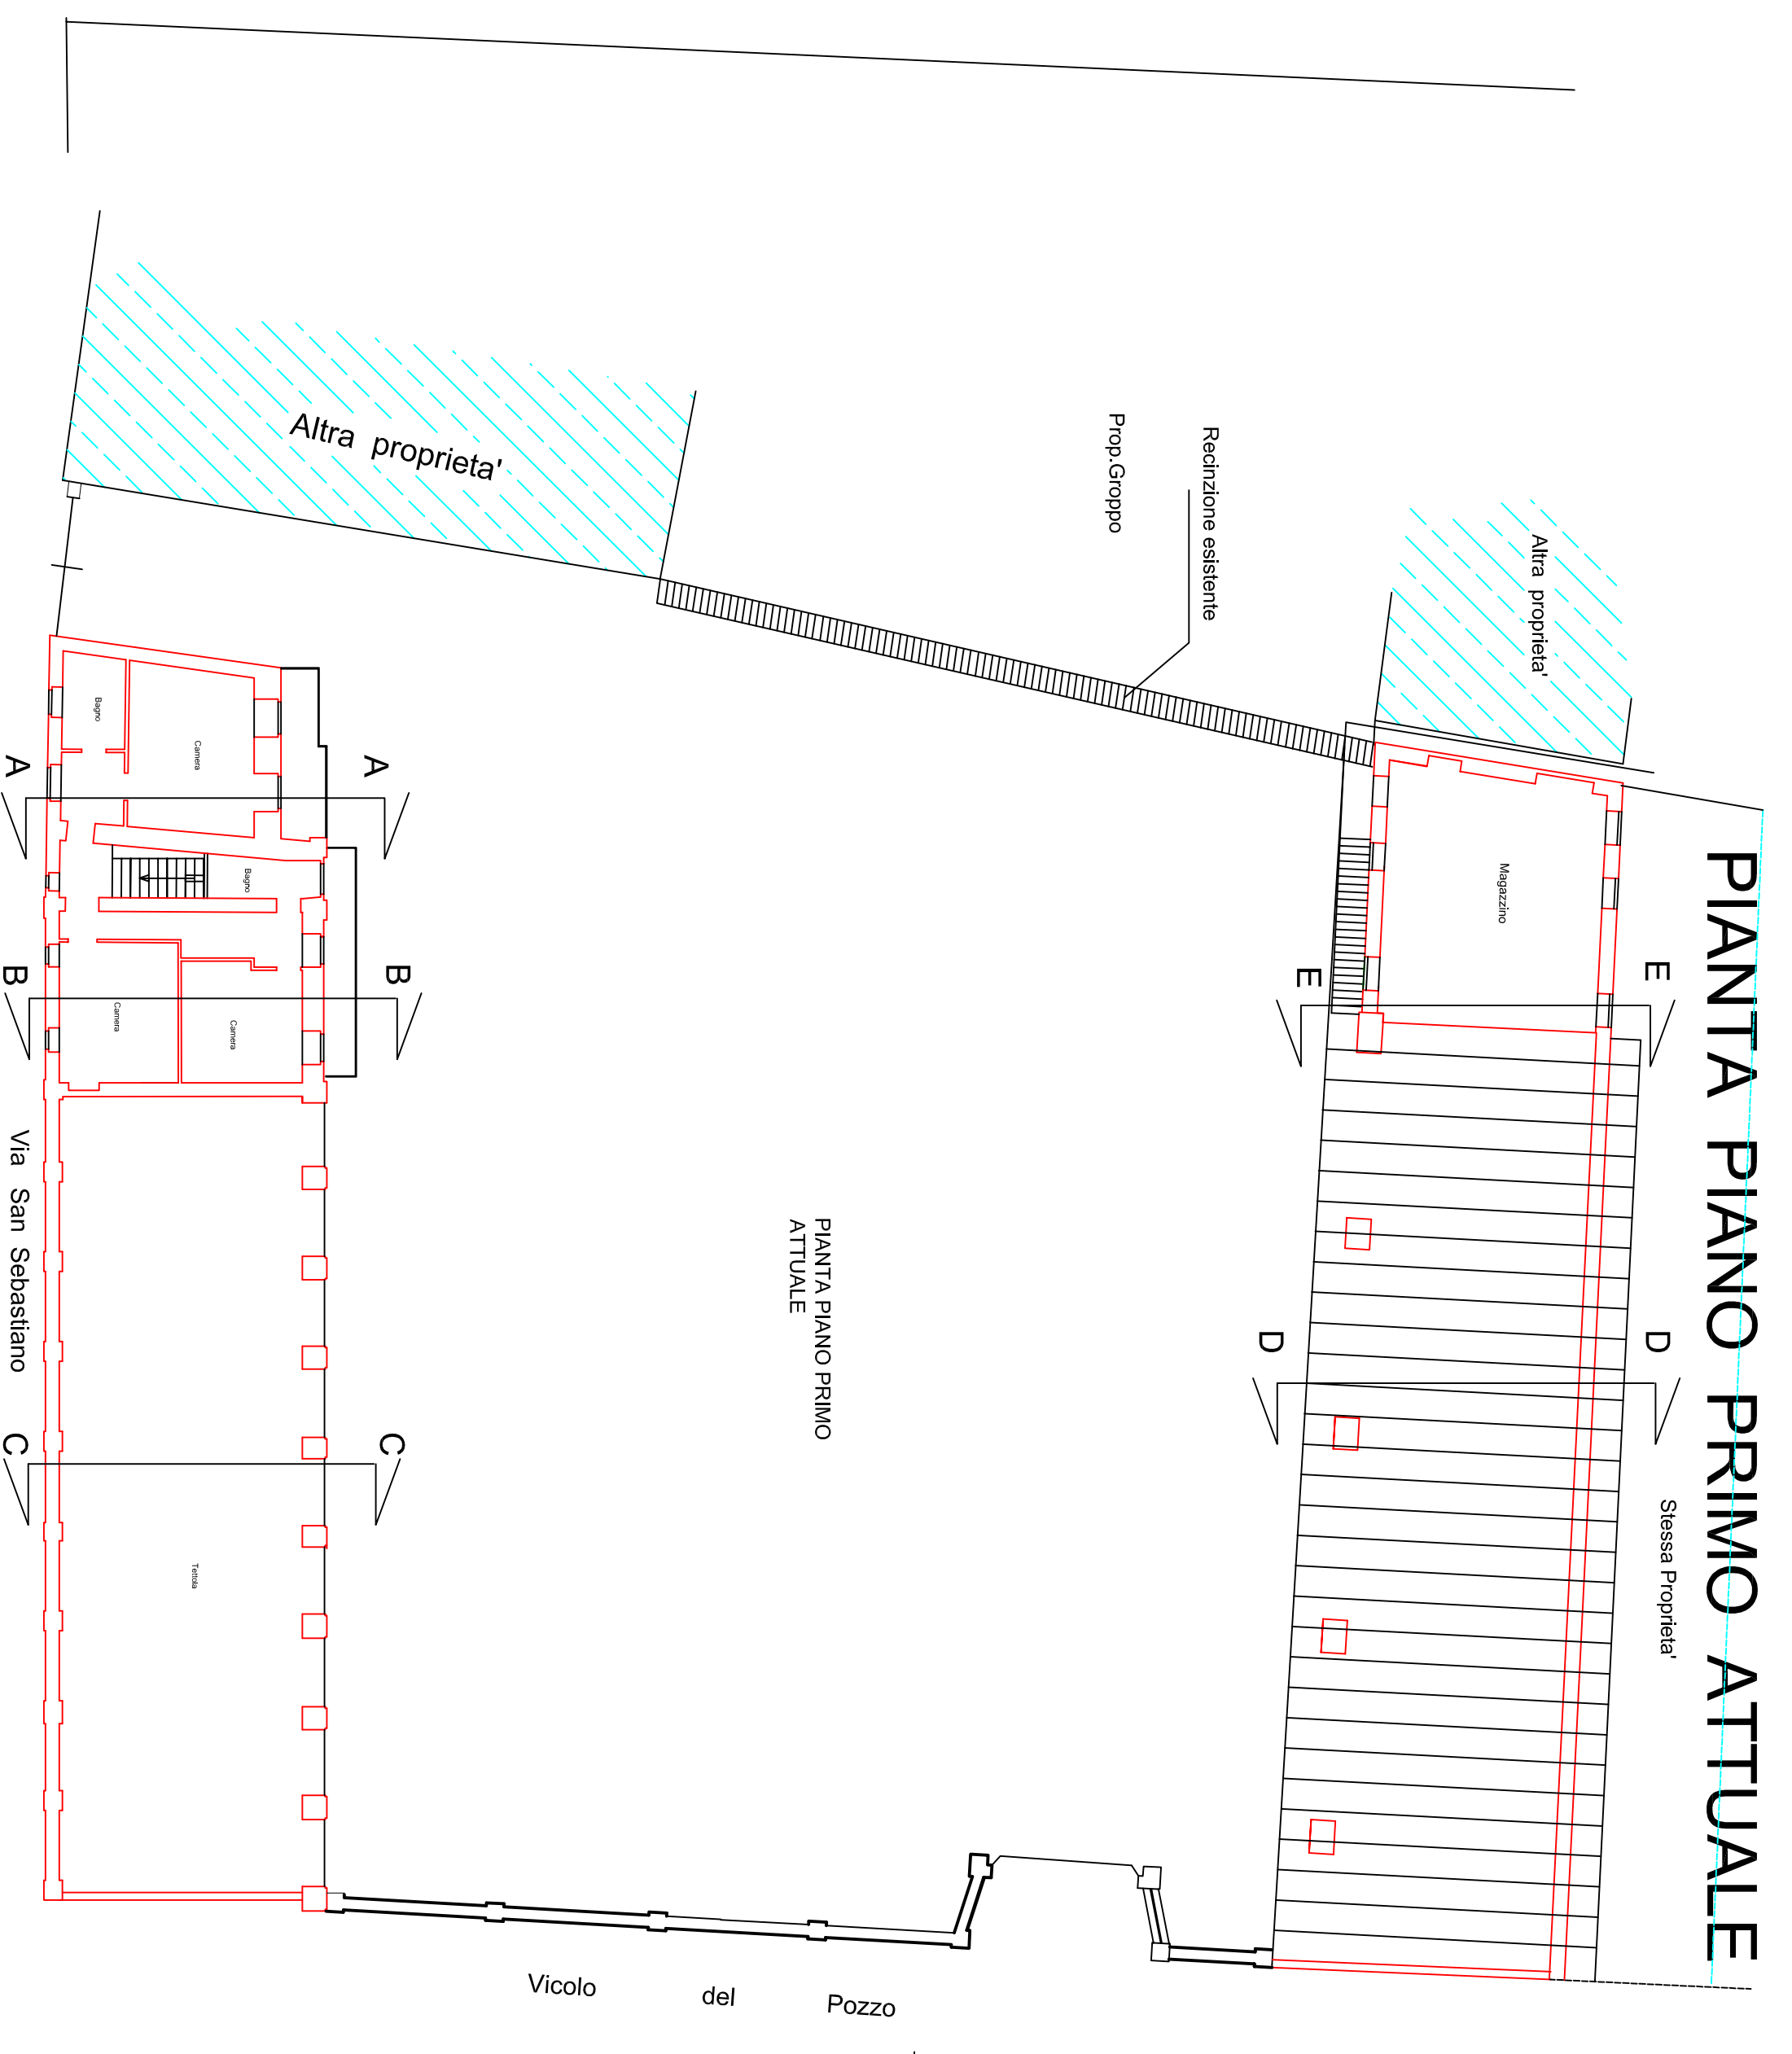 PIANTA PIANO PRIMO ATTUALE
Altra proprieta'
Prop.Groppo
Recinzione esistente
Altra proprieta'
Bagno
Camera
Magazzino
A
A
Bagno
B
B
E
E
Camera
Camera
Via San Sebastiano
PIANTA PIANO PRIMO
ATTUALE
D
D
C
C
Stessa Proprieta'
Tettoia
Vicolo del Pozzo